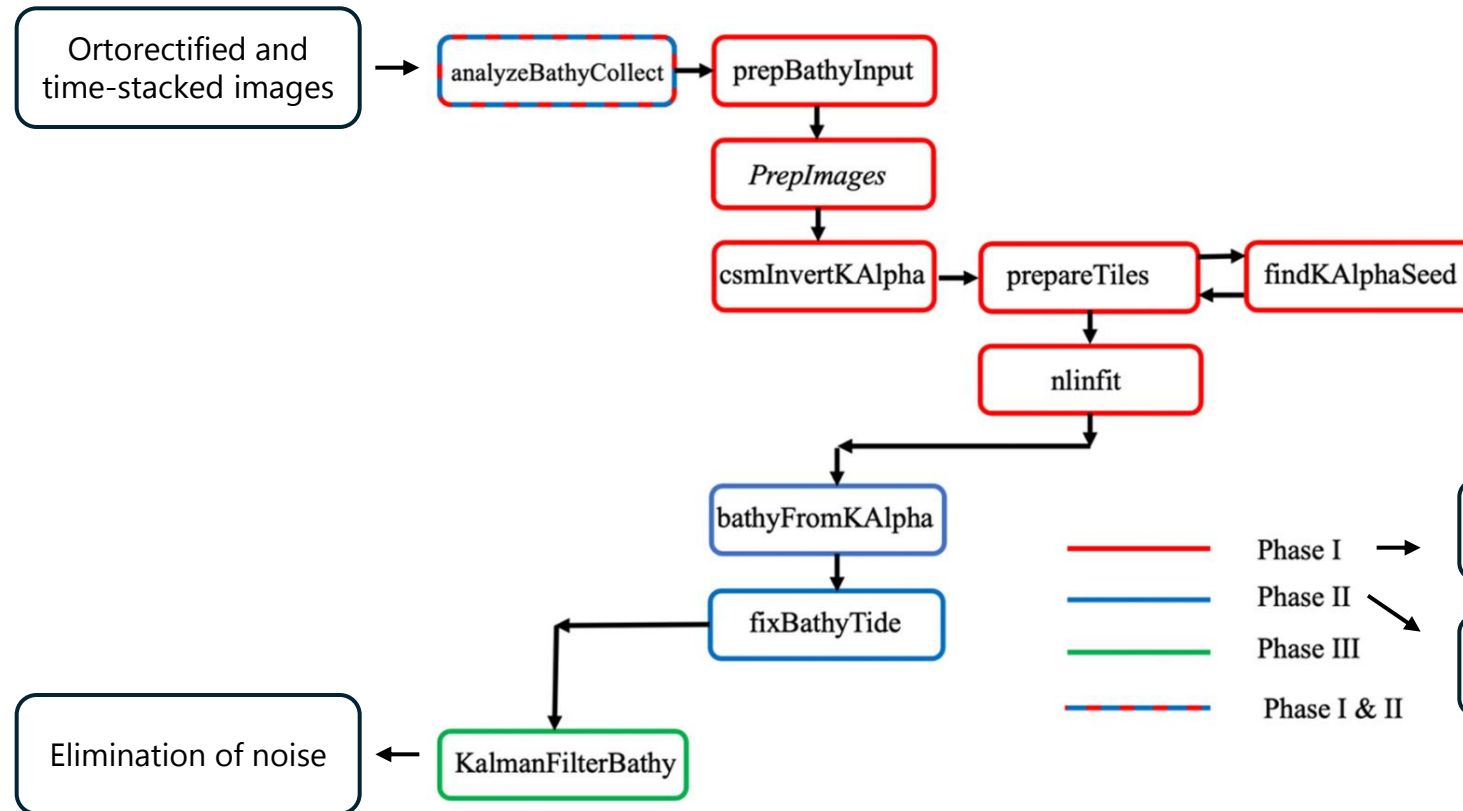 Ortorectified and
time-stacked images
analyzeBathyCollect
prepBathyInput
PrepImages
csmInvertKAlpha
prepareTiles
findKAlphaSeed
nlinfit
bathyFromKAlpha
fixBathyTide
KalmanFilterBathy
Elimination of noise
Phase I
Phase II
Phase III
Phase I & II